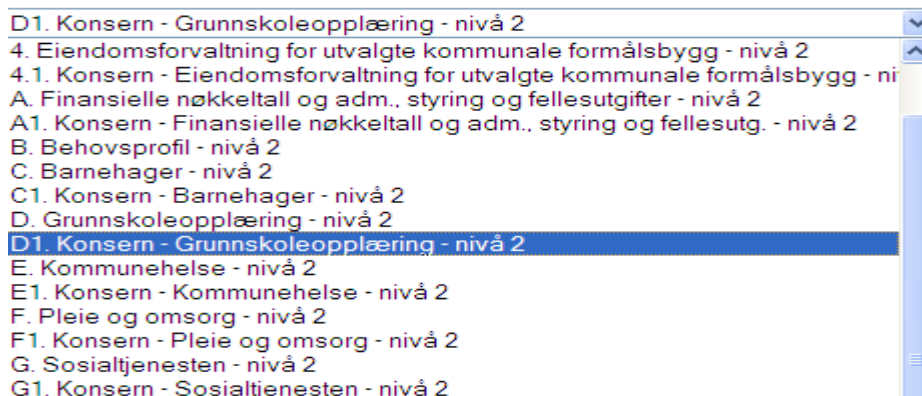 D1. Konsern - Grunnskoleopplæring - nivå 2
4. Eiendomsforvaltning for utvalgte kommunale formålsbygg - nivå 2
4.1. Konsern - Eiendomsforvaltning for utvalgte kommunale formålsbygg - ni
A. Finansielle nøkkeltall og adm., styring og fellesutgifter - nivå 2
A1. Konsern - Finansielle nøkkeltall og adm., styring og fellesutg. - nivå 2
B. Behovsprofil - nivå 2
C. Barnehager - nivå 2
C1. Konsern - Barnehager - nivå 2
D. Grunnskoleopplæring - nivå 2
D1. Konsern - Grunnskoleopplæring - nivå 2
E. Kommunehelse - nivå 2
E1. Konsern - Kommunehelse - nivå 2
F. Pleie og omsorg - nivå 2
F1. Konsern - Pleie og omsorg - nivå 2
G. Sosialtjenesten - nivå 2
G1. Konsern - Sosialtjenesten - nivå 2